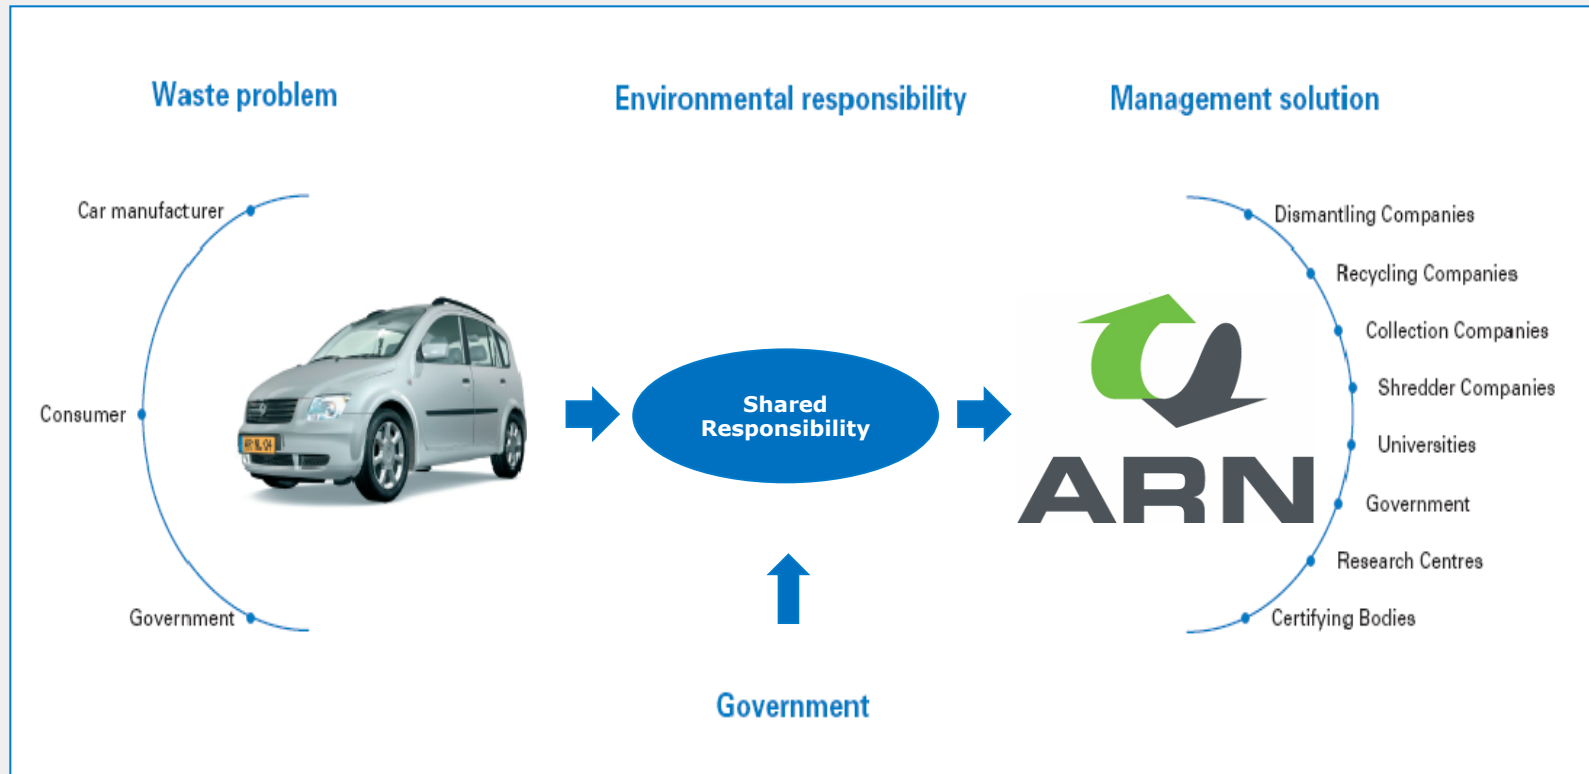 Waste problem
Environmental responsibility
Management solution
Car manufacturer
Consumer
Government
Shared
Responsibility
Government
ARN
Dismantling Companies
Recycling Companies
Collection Companies
Shredder Companies
Universities
Government
Research Centres
Certifying Bodies